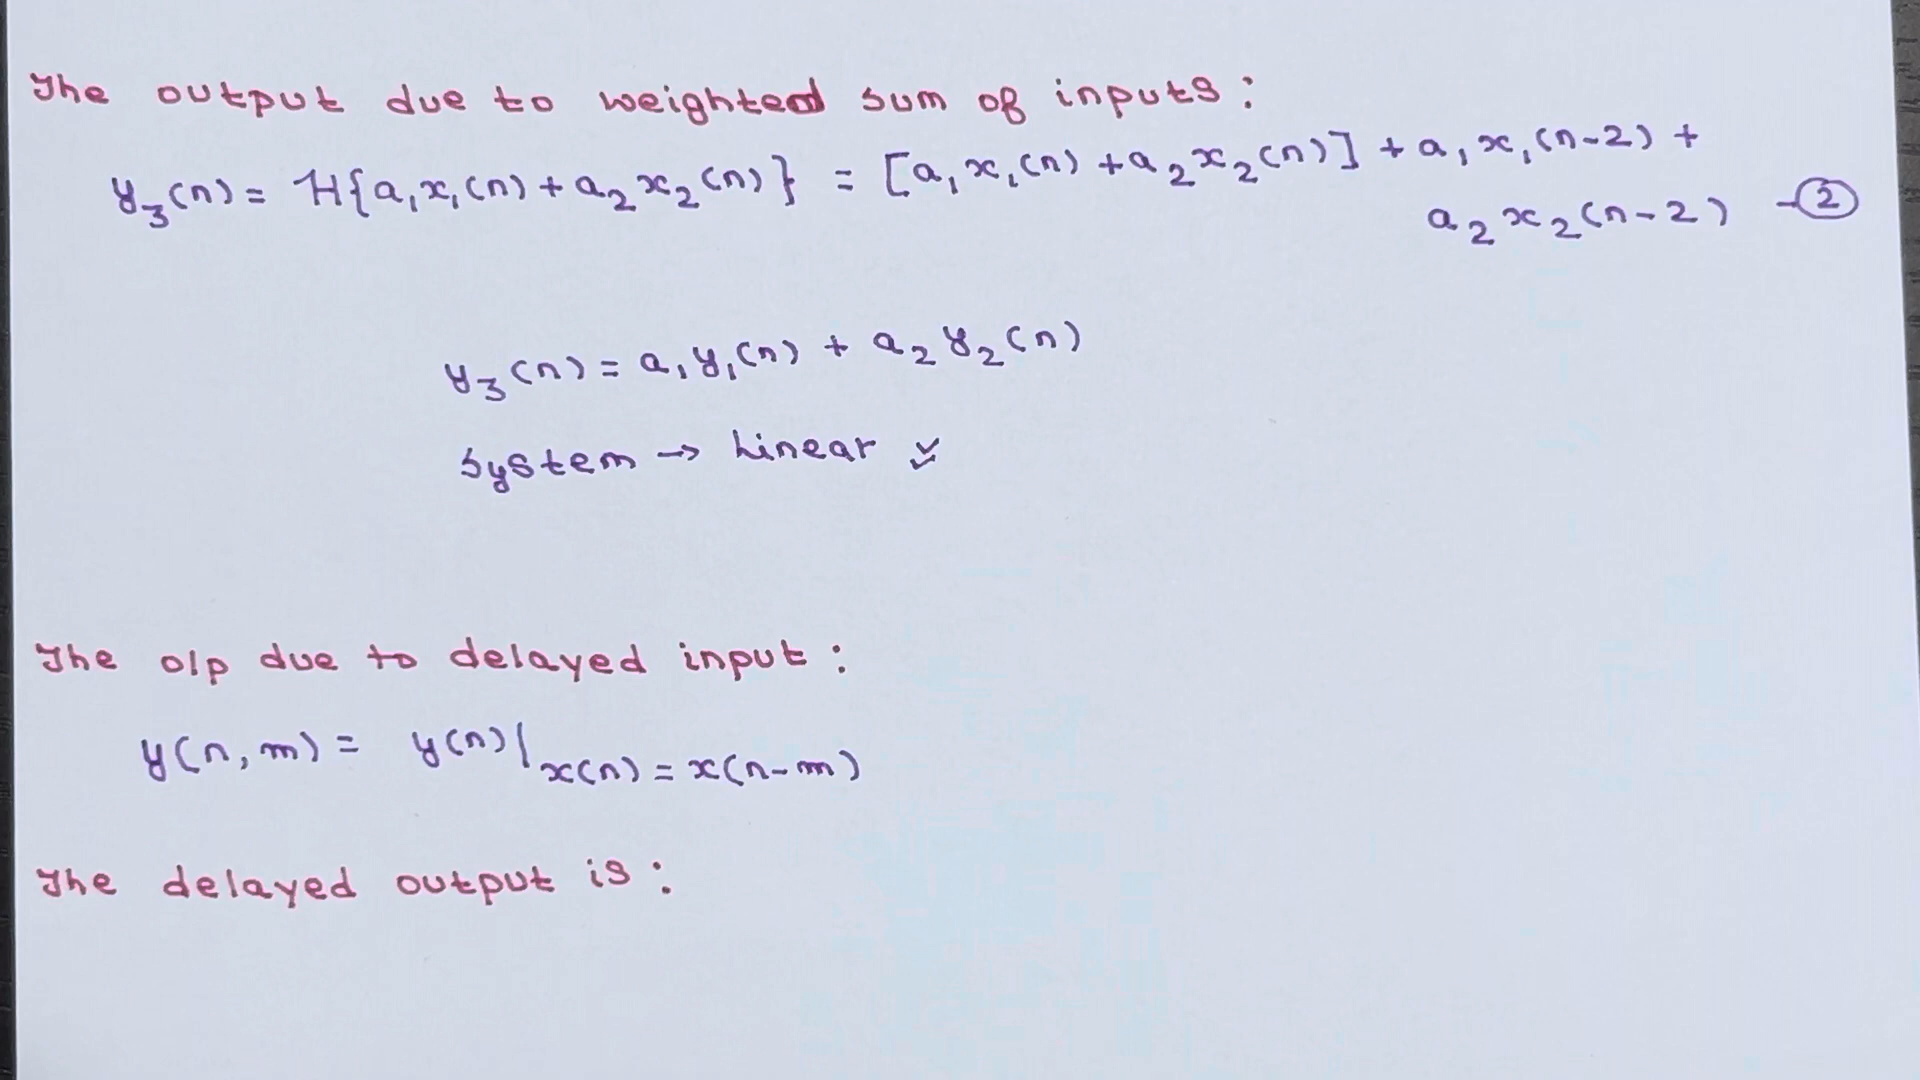 The output due to weighted sum of inputs :
y₃(n) = H{a₁x₁(n) + a₂x₂(n)} = [a₁x₁(n) + a₂x₂(n)] + a₁x₁(n-2) +
a₂x₂(n-2) -②
y₃(n) = a₁y₁(n) + a₂y₂(n)
System → Linear
The o/p due to delayed input :
y(n,m) = y(n)|x(n) = x(n-m)
The delayed output is :